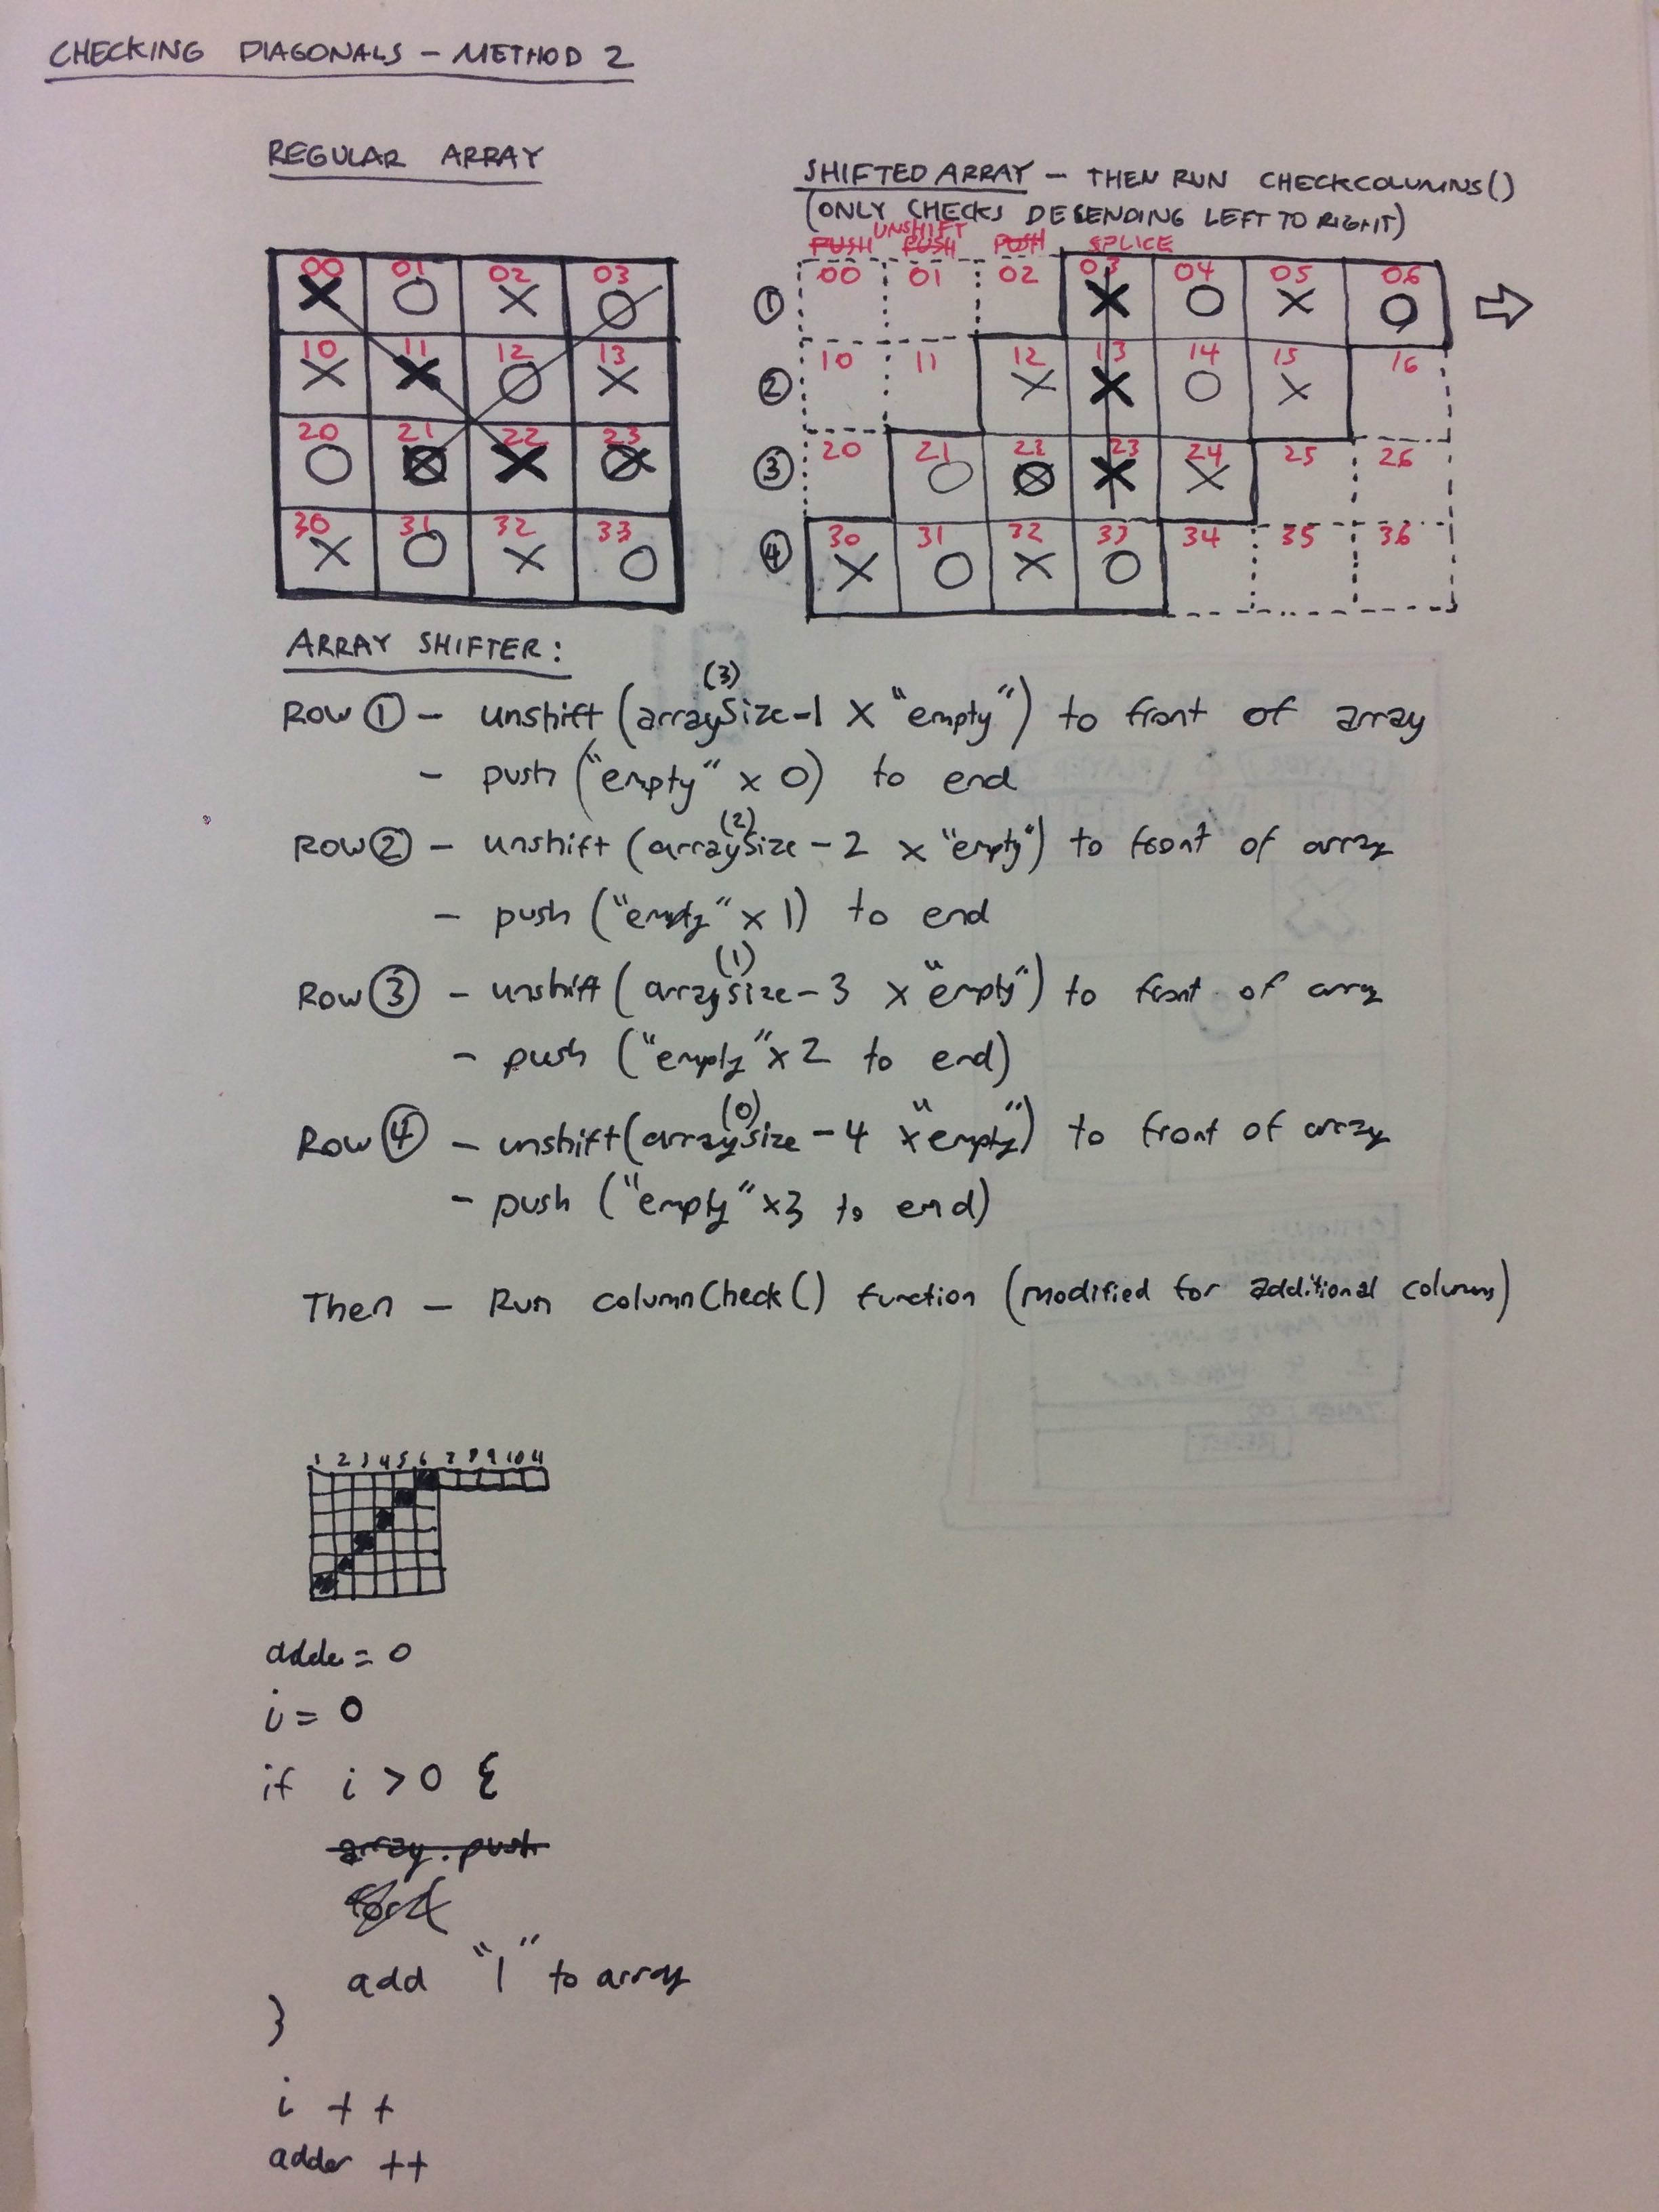 CHECKING DIAGONALS – METHOD 2
REGULAR ARRAY
00 01 02 03
X O X O
10 11 12 13
X X O X
20 21 22 23
O X
30 31 32 33
X O X O
SHIFTED ARRAY – THEN RUN CHECKCOLUMNS()
(ONLY CHECKS DESENDING LEFT TO RIGHT)
UNSHIFT
PUSH PUSH PUSH SPLICE
00 01 02 03 04 05 06
① X O X O
10 11 12 13 14 15 16
② X X O X
20 21 22 23 24 25 26
③ O X X
30 31 32 33 34 35 36
④ X O X O
ARRAY SHIFTER:
(3)
ROW ① – unshift (arraySize-1 X "empty") to front of array
– push ("empty" x 0) to end
(2)
ROW ② – unshift (arraySize – 2 x "empty") to front of array
– push ("empty" x 1) to end
(1)
ROW ③ – unshift (arraySize – 3 x "empty") to front of array
– push ("empty" x 2 to end)
(0)
ROW ④ – unshift (arraySize – 4 x "empty") to front of array
– push ("empty" x3 to end)
Then – Run columnCheck() function (modified for additional columns)
1 2 3 4 5 6 7 8 9 10 11
adde = 0
i = 0
if i > 0 {
array.push
add "1" to array
}
i ++
adder ++